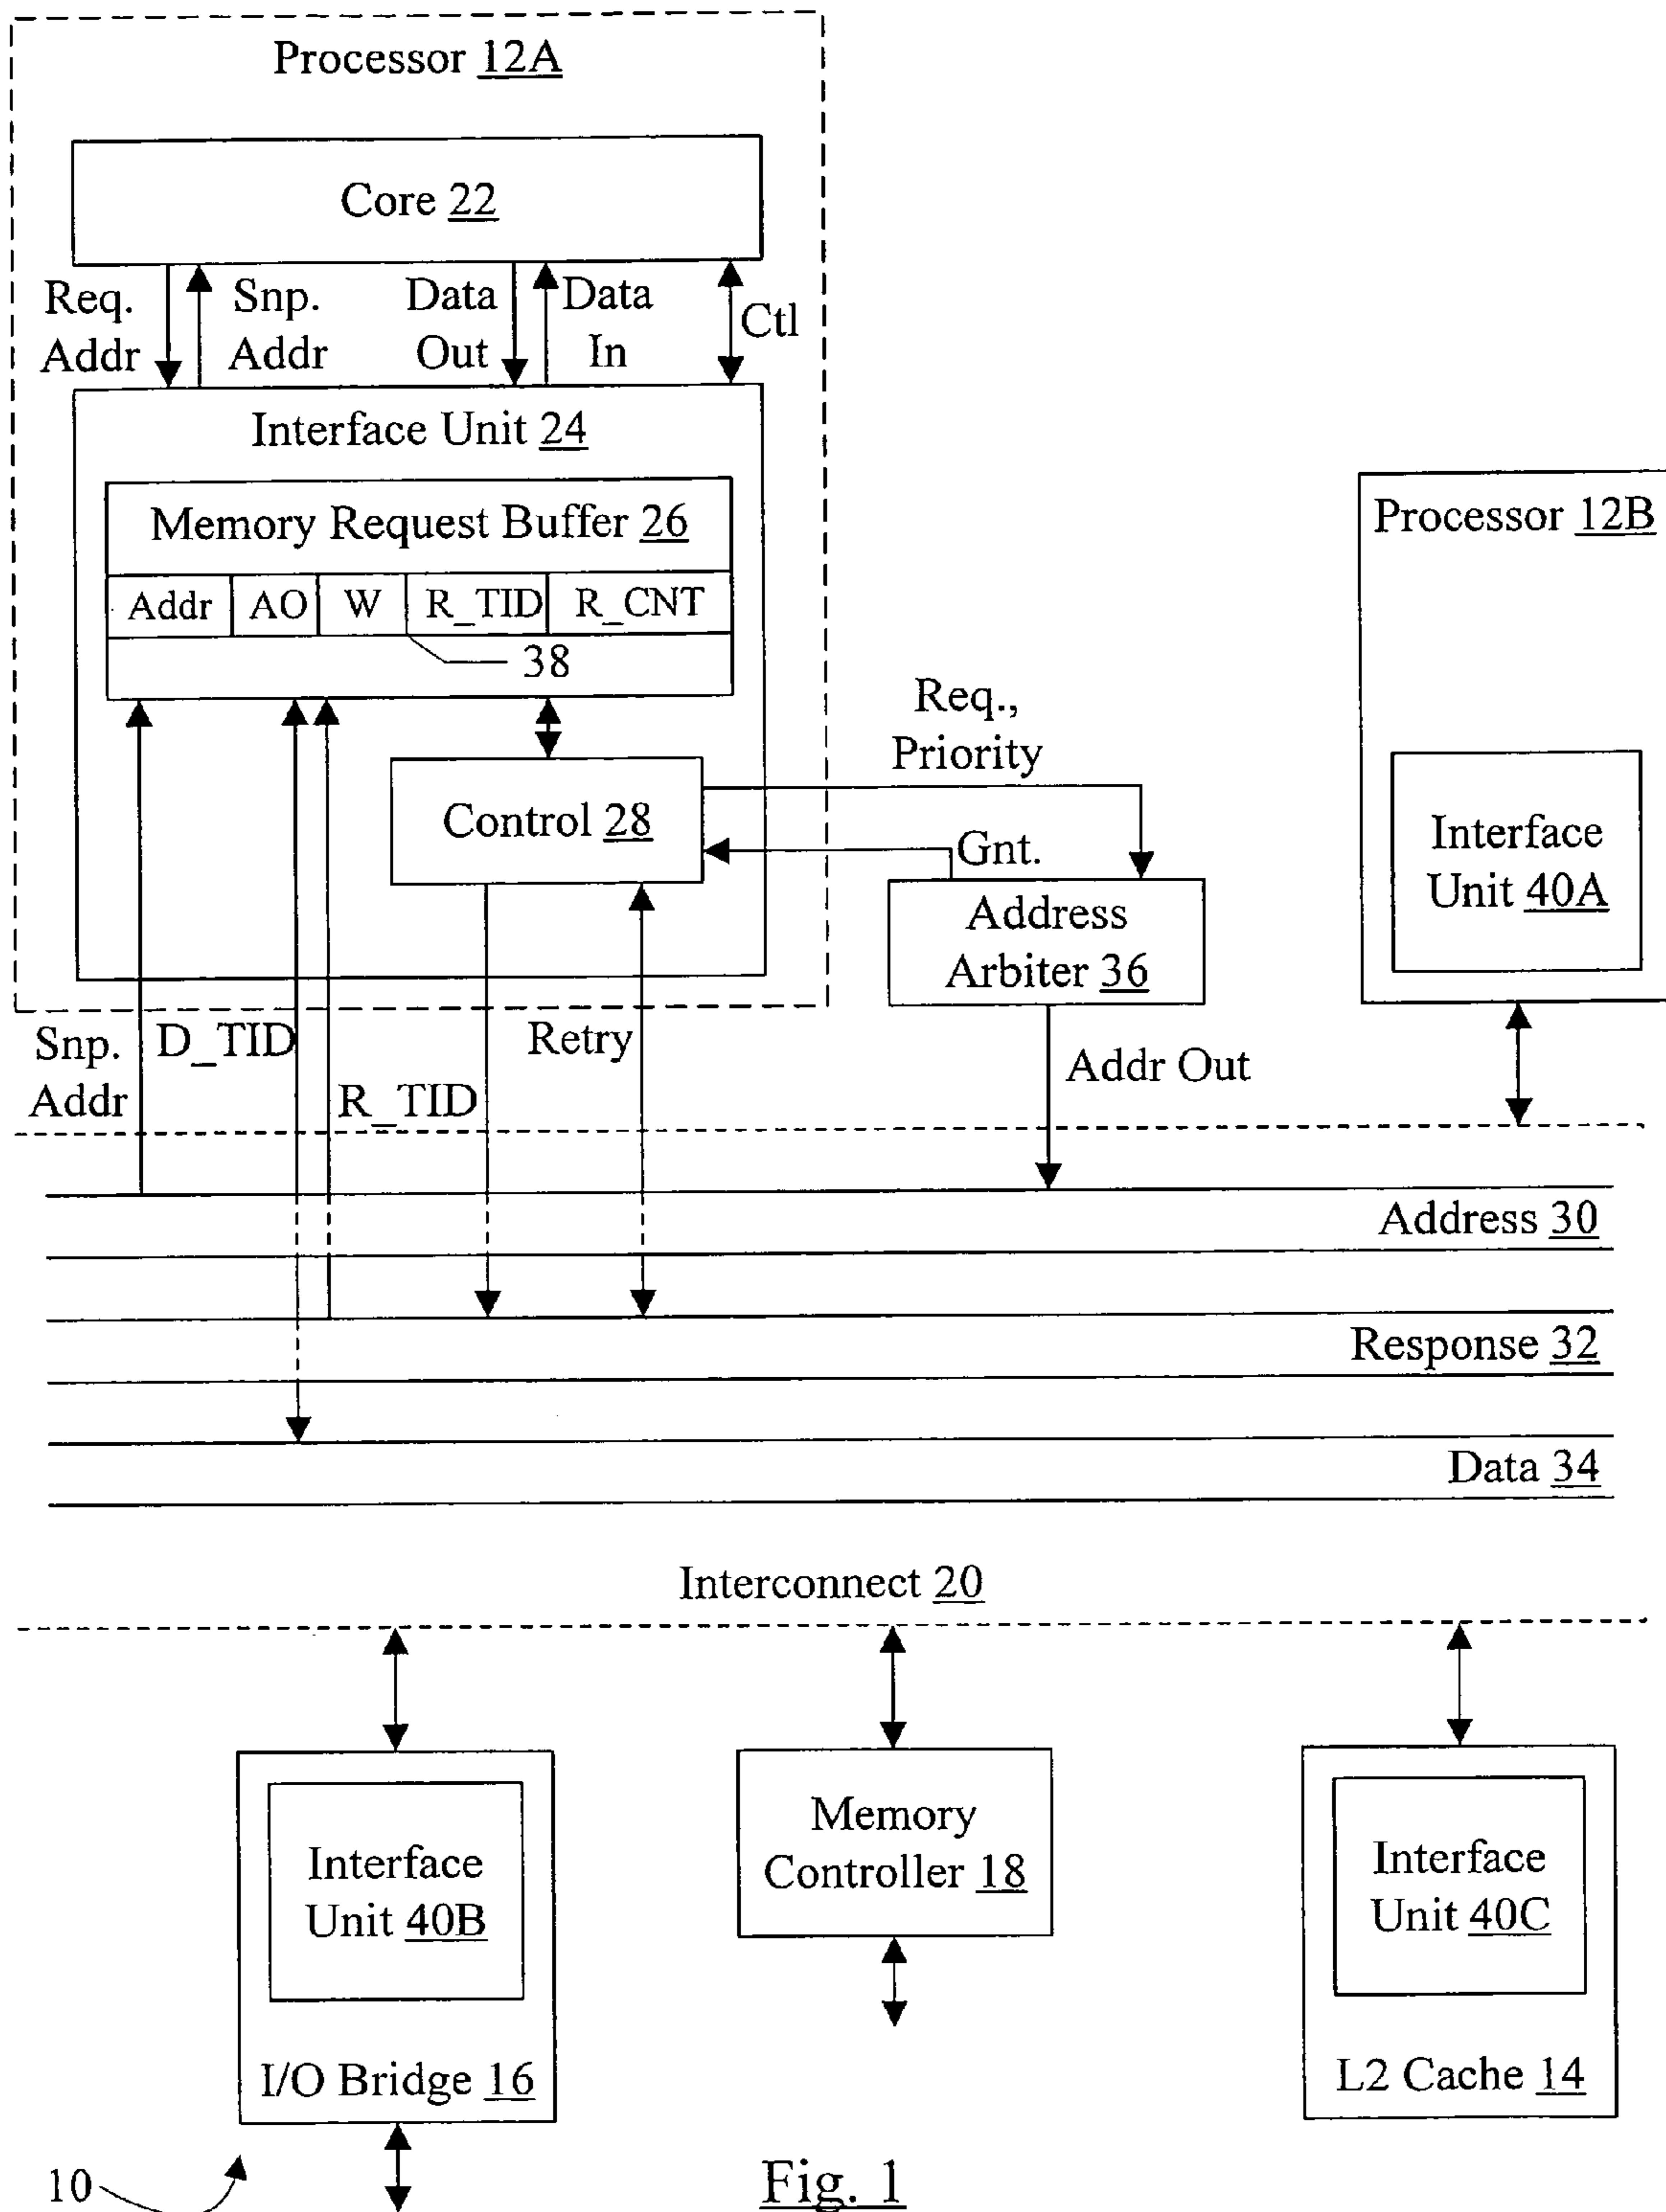 Processor 12A
Core 22
Req.
Addr
Snp.
Addr
Data
Out
Data
In
Ctl
Interface Unit 24
Memory Request Buffer 26
Addr AO W R_TID R_CNT
38
Control 28
Req.,
Priority
Gnt.
Address
Arbiter 36
Processor 12B
Interface
Unit 40A
Snp.
Addr
D_TID
R_TID
Retry
Addr Out
Address 30
Response 32
Data 34
Interconnect 20
Interface
Unit 40B
I/O Bridge 16
Memory
Controller 18
Interface
Unit 40C
L2 Cache 14
10
Fig. 1